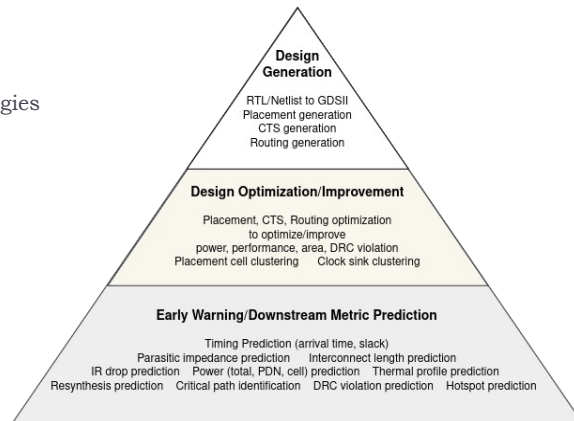 gies
Design
Generation
RTL/Netlist to GDSII
Placement generation
CTS generation
Routing generation
Design Optimization/Improvement
Placement, CTS, Routing optimization
to optimize/improve
power, performance, area, DRC violation
Placement cell clustering Clock sink clustering
Early Warning/Downstream Metric Prediction
Timing Prediction (arrival time, slack)
Parasitic impedance prediction Interconnect length prediction
IR drop prediction Power (total, PDN, cell) prediction Thermal profile prediction
Resynthesis prediction Critical path identification DRC violation prediction Hotspot prediction